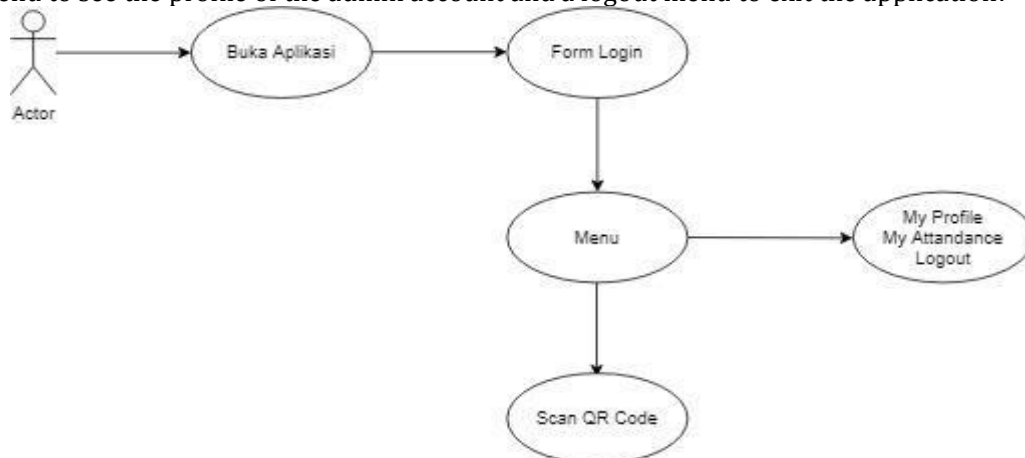 to see the profile of the admin account and a logout menu to exit the application.
Buka Aplikasi
Form Login
Actor
Menu
My Profile
My Attandance
Logout
Scan QR Code